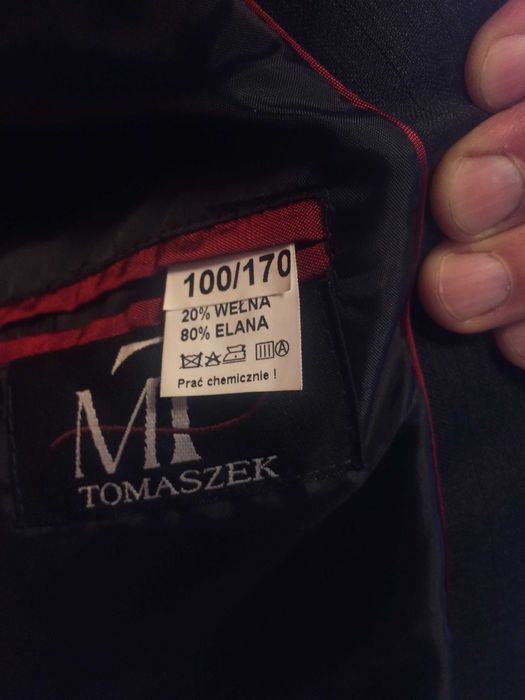 100/170
20% WEŁNA
80% ELANA
A
Prać chemicznie !
MT
TOMASZEK